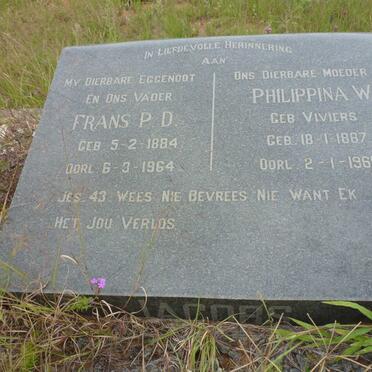 IN LIEFDEVOLLE HERINNERING
AAN
MY DIERBARE EGGENOOT
EN ONS VADER
FRANS P. D.
GEB 5-2-1884
OORL 6-3-1964
ONS DIERBARE MOEDER
PHILIPPINA W.
GEB VIVIERS
GEB. 18-1-1887
OORL 2-1-196
JES. 43 WEES NIE BEVREES NIE WANT EK
HET JOU VERLOS